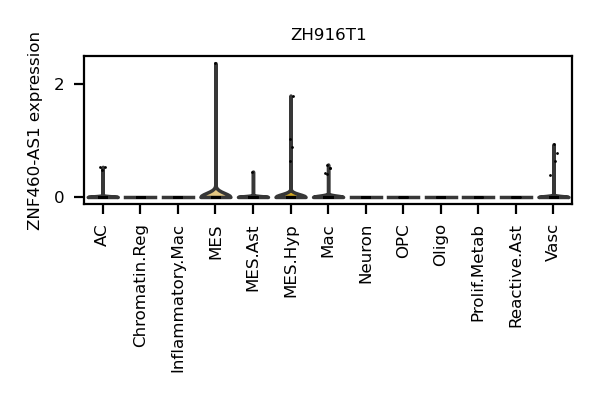 ZH916T1
ZNF460-AS1 expression
2
0
AC
Chromatin.Reg
Inflammatory.Mac
MES
MES.Ast
MES.Hyp
Mac
Neuron
OPC
Oligo
Prolif.Metab
Reactive.Ast
Vasc